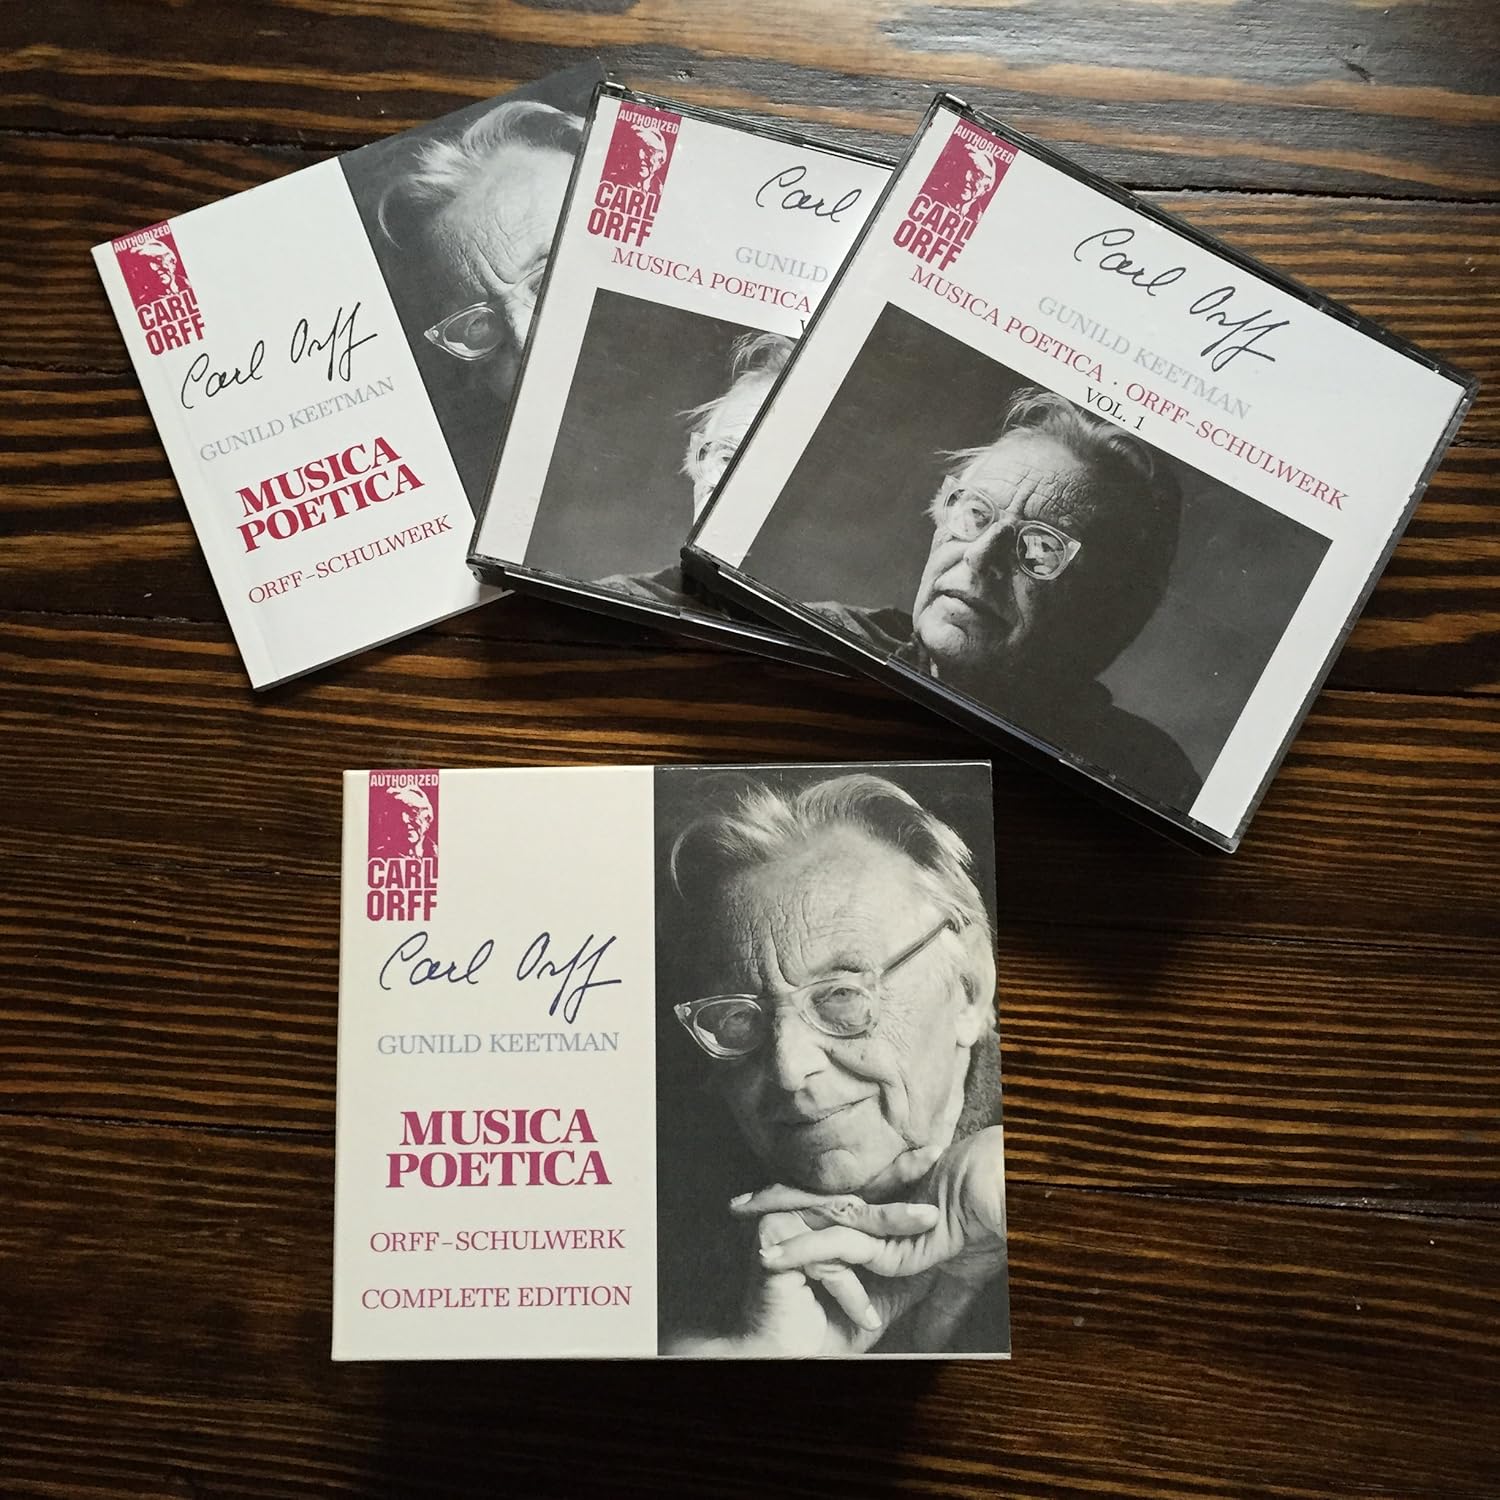 AUTHORIZED
CARL
ORFF
Carl Orff
GUNILD KEETMAN
MUSICA
POETICA
ORFF-SCHULWERK
AUTHORIZED
CARL
ORFF
Carl
GUNILD
MUSICA POETICA
AUTHORIZED
CARL
ORFF
Carl Orff
GUNILD KEETMAN
MUSICA POETICA · ORFF-SCHULWERK
VOL. 1
AUTHORIZED
CARL
ORFF
Carl Orff
GUNILD KEETMAN
MUSICA
POETICA
ORFF-SCHULWERK
COMPLETE EDITION